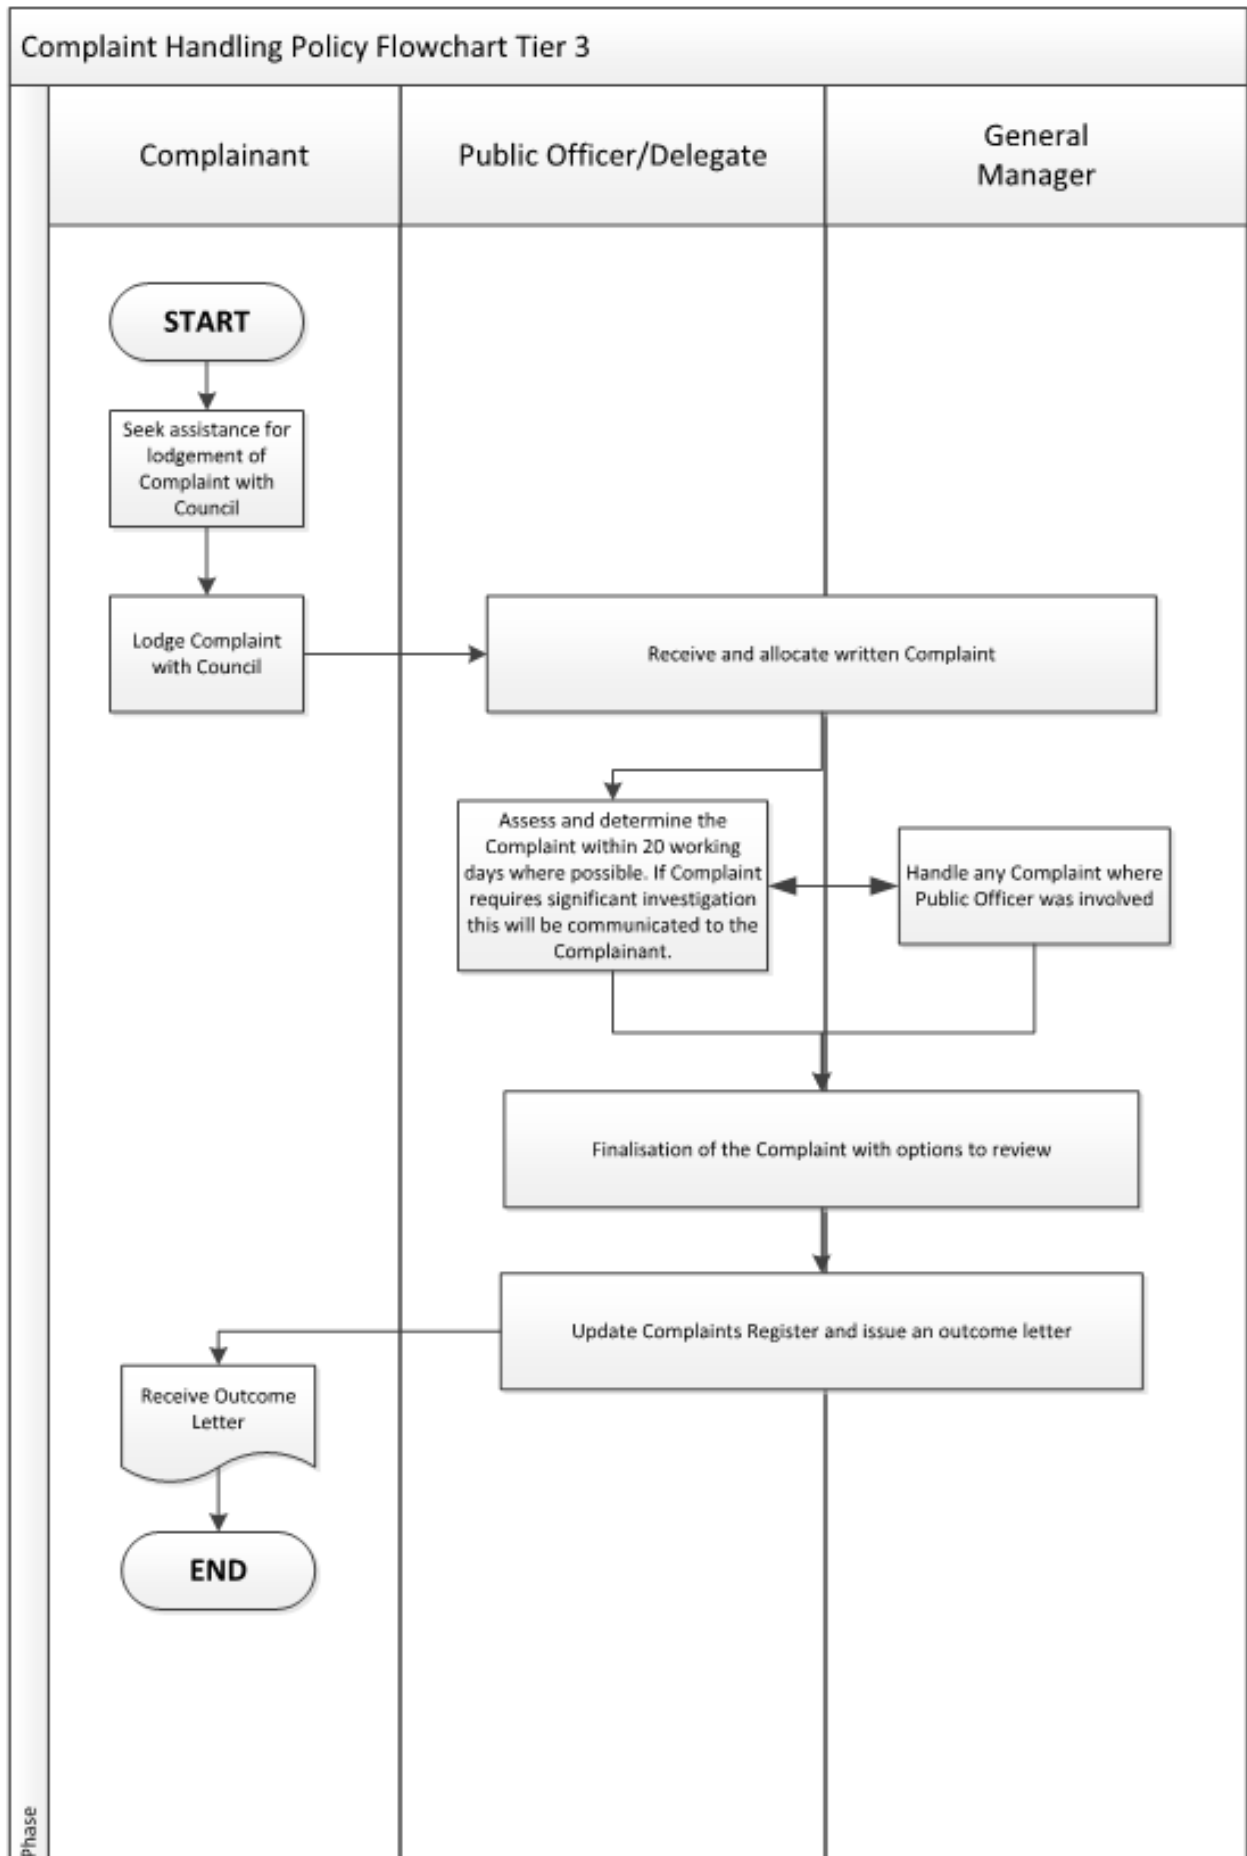 Complaint Handling Policy Flowchart Tier 3
Complainant
Public Officer/Delegate
General
Manager
START
Seek assistance for
lodgement of
Complaint with
Council
Lodge Complaint
with Council
Receive and allocate written Complaint
Assess and determine the
Complaint within 20 working
days where possible. If Complaint
requires significant investigation
this will be communicated to the
Complainant.
Handle any Complaint where
Public Officer was involved
Finalisation of the Complaint with options to review
Update Complaints Register and issue an outcome letter
Receive Outcome
Letter
END
Phase